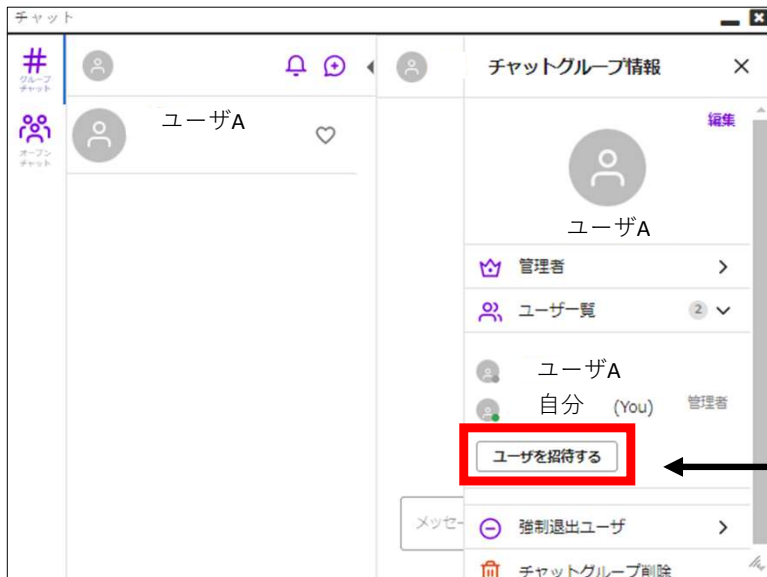 チャット
グループ
チャット
オープン
チャット
ユーザA
チャットグループ情報
編集
ユーザA
管理者
ユーザー覧
2
ユーザA
自分 (You) 管理者
ユーザを招待する
メッセー
強制退出ユーザ
チャットグループ削除